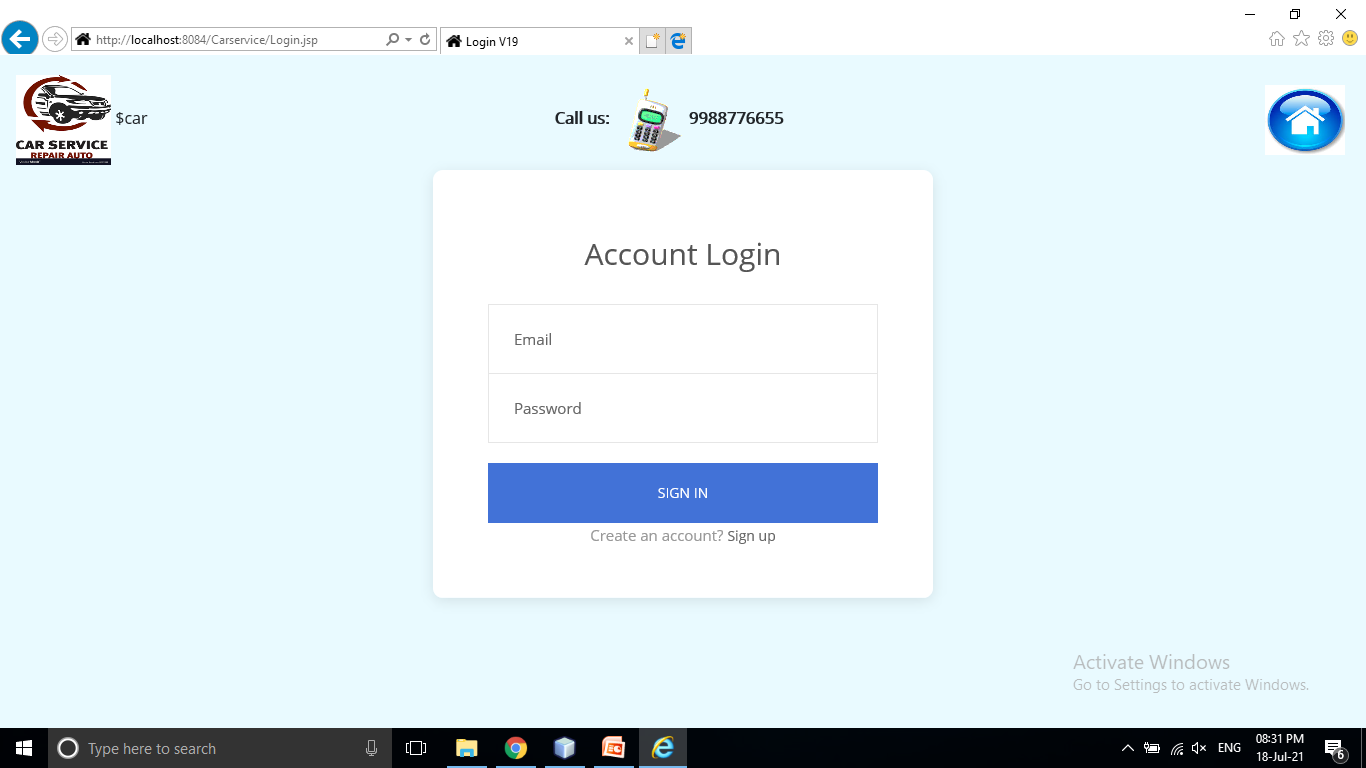 http://localhost:8084/Carservice/Login.jsp
Login V19
CAR SERVICE
REPAIR AUTO
$car
Call us:
9988776655
Account Login
Email
Password
SIGN IN
Create an account? Sign up
Activate Windows
Go to Settings to activate Windows.
Type here to search
ENG
08:31 PM
18-Jul-21
6